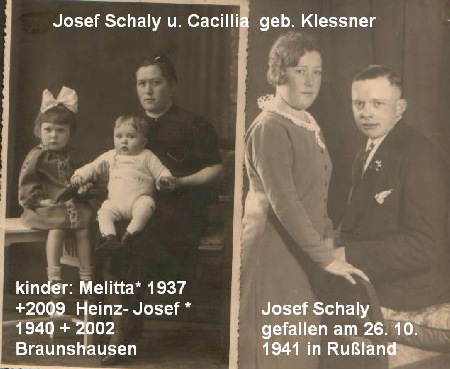 Josef Schaly u. Cacillia geb. Klessner
kinder: Melitta* 1937
+2009 Heinz- Josef *
1940 + 2002
Braunshausen
Josef Schaly
gefallen am 26. 10.
1941 in Rußland